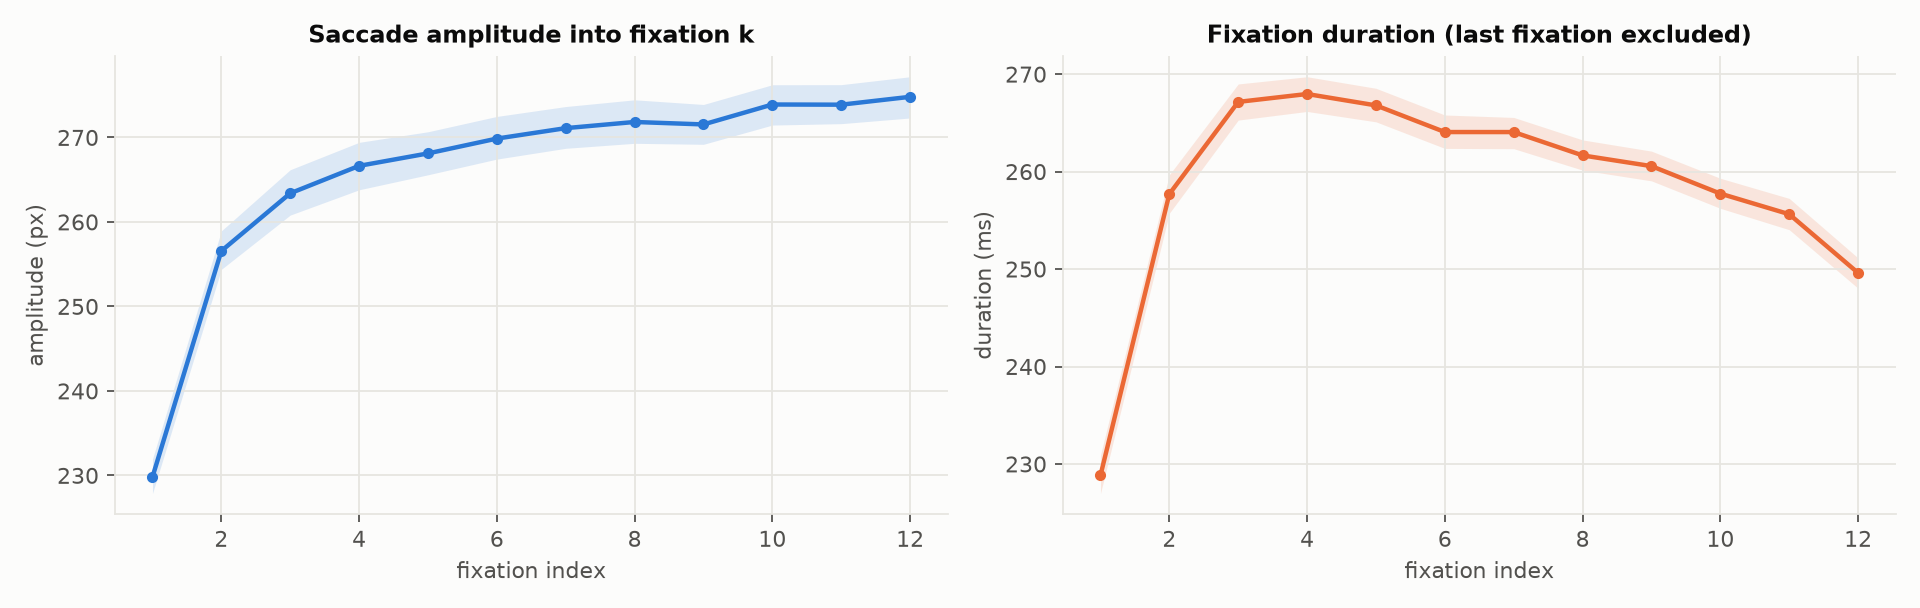 Saccade amplitude into fixation k
amplitude (px)
270
260
250
240
230
2 4 6 8 10 12
fixation index
Fixation duration (last fixation excluded)
duration (ms)
270
260
250
240
230
2 4 6 8 10 12
fixation index